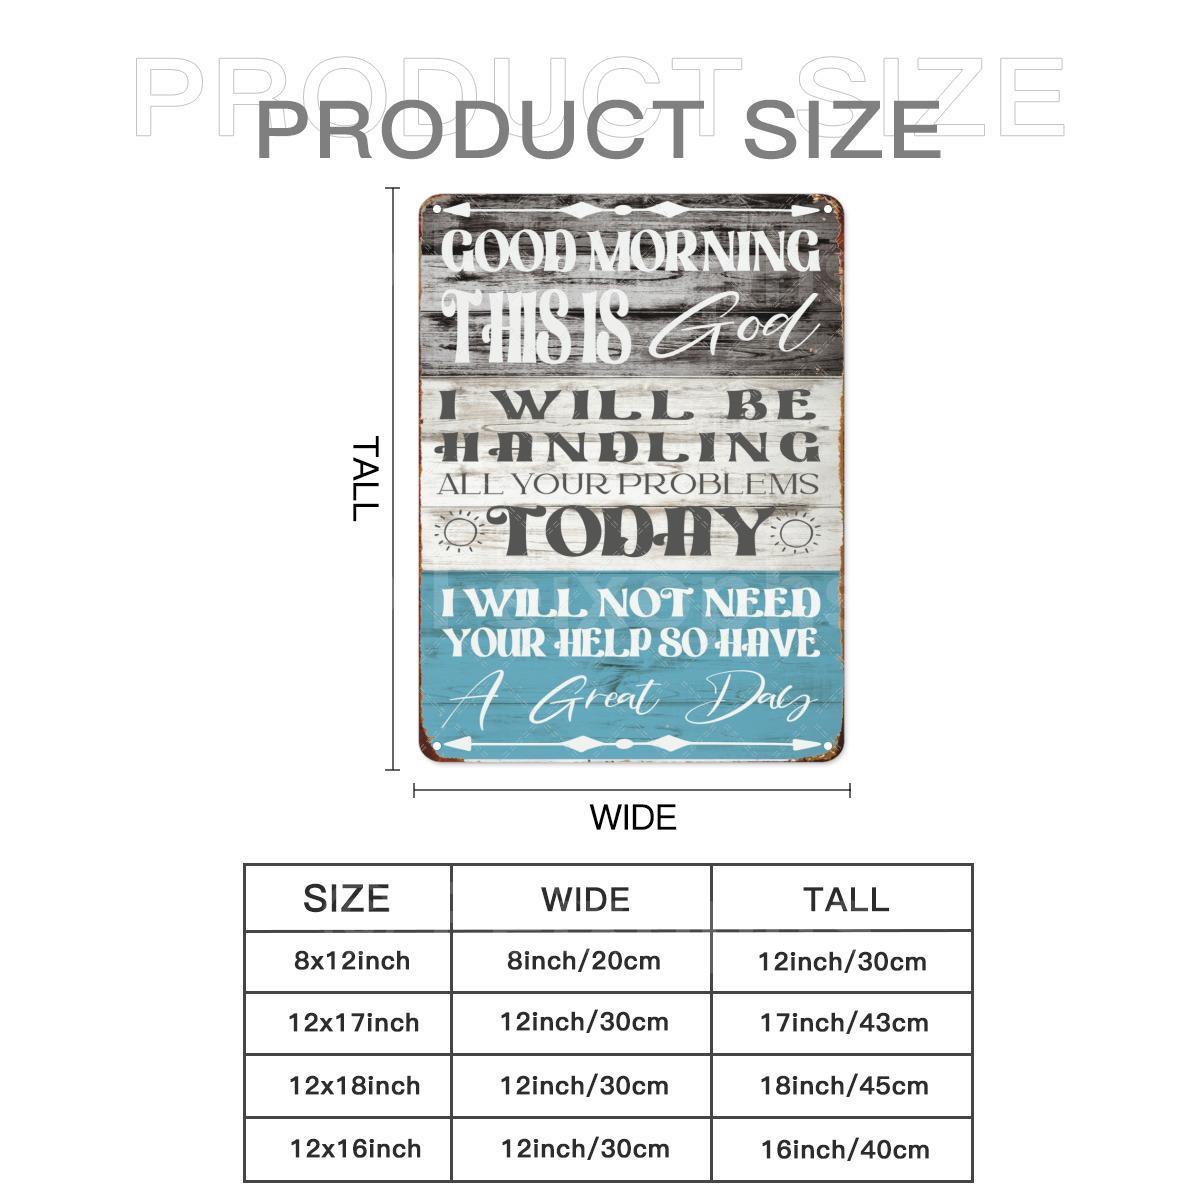 PRODUCT SIZE
PRODUCT SIZE
GOOD MORNING
THIS IS God
I WILL BE
HANDLING
ALL YOUR PROBLEMS
TODAY
I WILL NOT NEED
YOUR HELP SO HAVE
A Great Day
TALL
WIDE
SIZE WIDE TALL
8x12inch 8inch/20cm 12inch/30cm
12x17inch 12inch/30cm 17inch/43cm
12x18inch 12inch/30cm 18inch/45cm
12x16inch 12inch/30cm 16inch/40cm